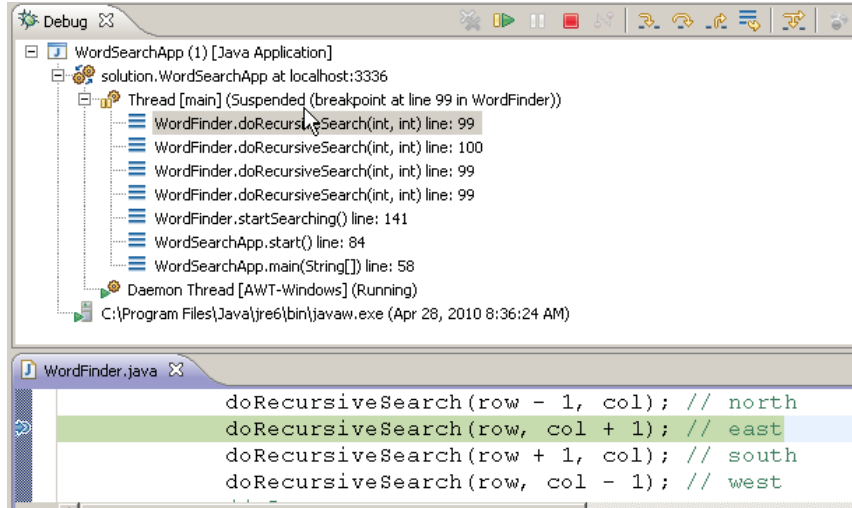 Debug
WordSearchApp (1) [Java Application]
solution.WordSearchApp at localhost:3336
Thread [main] (Suspended (breakpoint at line 99 in WordFinder))
WordFinder.doRecursiveSearch(int, int) line: 99
WordFinder.doRecursiveSearch(int, int) line: 100
WordFinder.doRecursiveSearch(int, int) line: 99
WordFinder.doRecursiveSearch(int, int) line: 99
WordFinder.startSearching() line: 141
WordSearchApp.start() line: 84
WordSearchApp.main(String[]) line: 58
Daemon Thread [AWT-Windows] (Running)
C:\Program Files\Java\jre6\bin\javaw.exe (Apr 28, 2010 8:36:24 AM)
J WordFinder.java
doRecursiveSearch(row - 1, col); // north
doRecursiveSearch(row, col + 1); // east
doRecursiveSearch(row + 1, col); // south
doRecursiveSearch(row, col - 1); // west